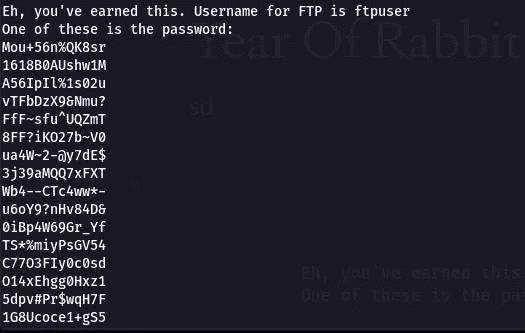 Eh, you've earned this. Username for FTP is ftpuser
One of these is the password:
Mou+56n%QK8sr
1618B0AUshw1M
A56IpIl%1s02u
vTFbDzX9&Nmu?
FfF~sfu^UQZmT
8FF?iKO27b~V0
ua4W~2-@y7dE$
3j39aMQQ7xFXT
Wb4--CTc4ww*-
u6oY9?nHv84D&
0iBp4W69Gr_Yf
TS*%miyPsGV54
C77O3FIy0c0sd
O14xEhgg0Hxz1
5dpv#Pr$wqH7F
1G8Ucoce1+gS5
Year Of Rabbit
sd
Eh, you've earned this
One of these is the pas